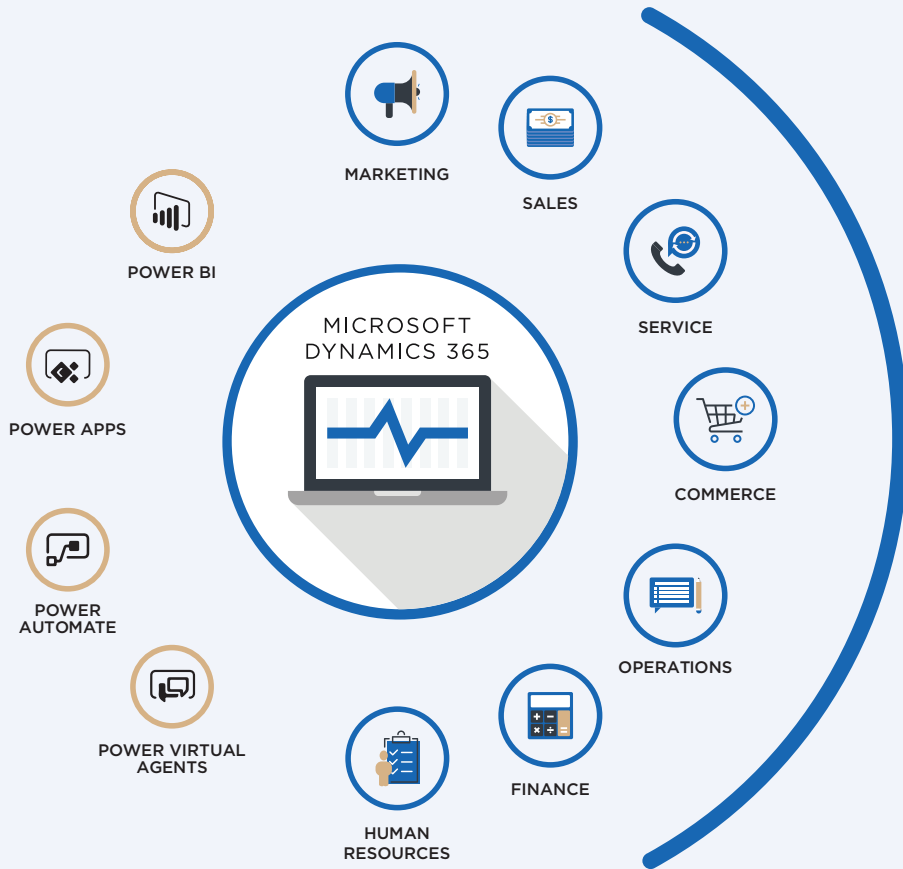 MARKETING
SALES
POWER BI
SERVICE
MICROSOFT
DYNAMICS 365
POWER APPS
COMMERCE
POWER
AUTOMATE
OPERATIONS
POWER VIRTUAL
AGENTS
FINANCE
HUMAN
RESOURCES